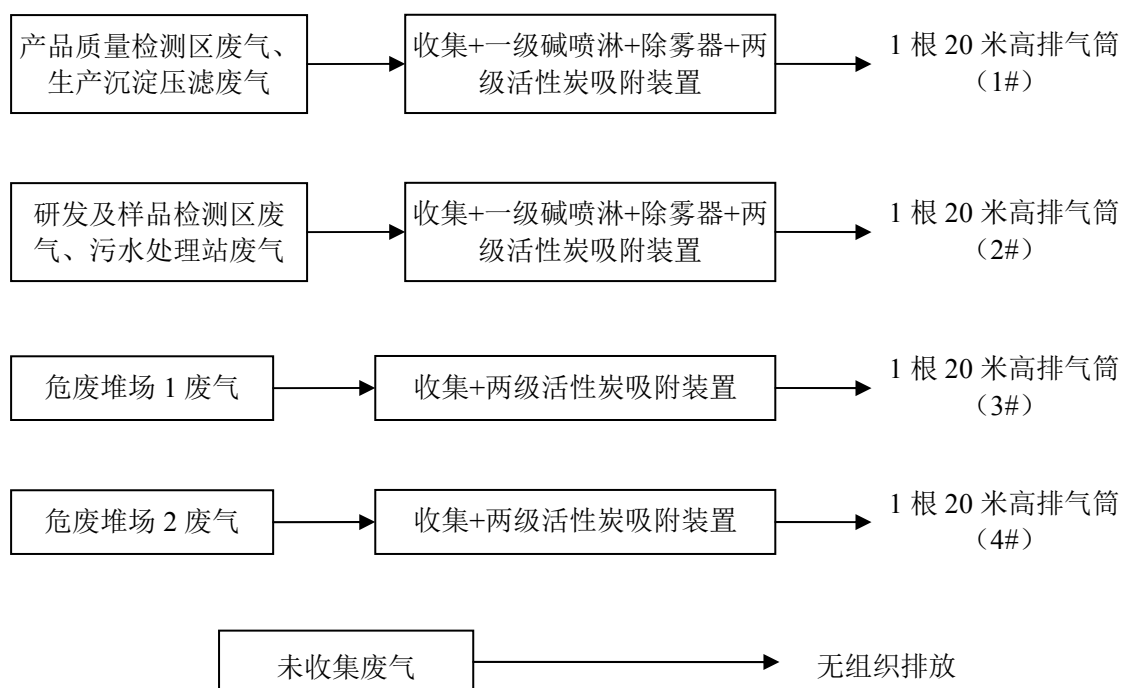 产品质量检测区废气、
生产沉淀压滤废气
收集+一级碱喷淋+除雾器+两
级活性炭吸附装置
1 根 20 米高排气筒
（1#）
研发及样品检测区废
气、污水处理站废气
收集+一级碱喷淋+除雾器+两
级活性炭吸附装置
1 根 20 米高排气筒
（2#）
危废堆场 1 废气
收集+两级活性炭吸附装置
1 根 20 米高排气筒
（3#）
危废堆场 2 废气
收集+两级活性炭吸附装置
1 根 20 米高排气筒
（4#）
未收集废气
无组织排放